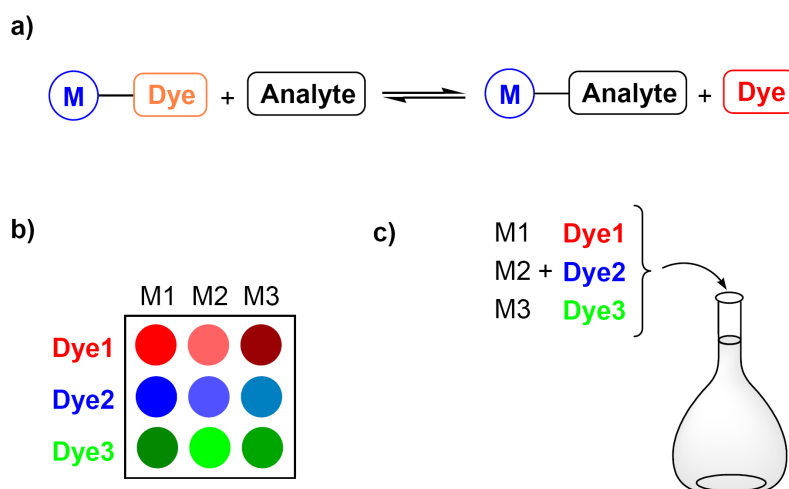 a)
M Dye + Analyte M Analyte + Dye
b)
c)
M1 Dye1
M2 + Dye2
M3 Dye3
M1 M2 M3
Dye1
Dye2
Dye3